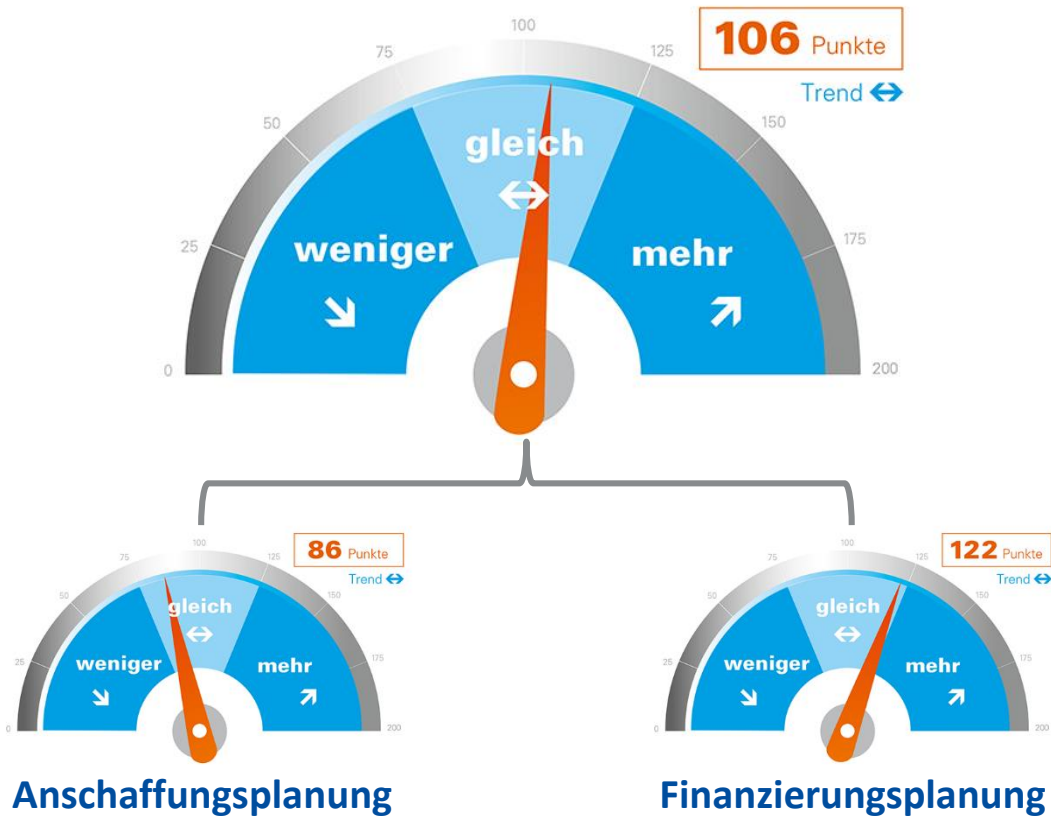 100
106 Punkte
75
125
Trend
50
150
gleich
weniger
mehr
25
175
0
200
86 Punkte
100
75
125
Trend
50
150
gleich
weniger
mehr
25
175
0
200
122 Punkte
100
75
125
Trend
50
150
gleich
weniger
mehr
25
175
0
200
Anschaffungsplanung
Finanzierungsplanung